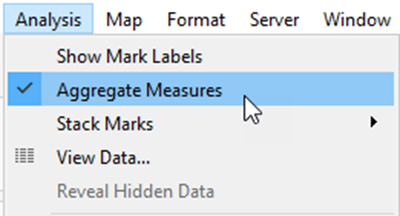 Analysis Map Format Server Window
Show Mark Labels
Aggregate Measures
Stack Marks
View Data...
Reveal Hidden Data